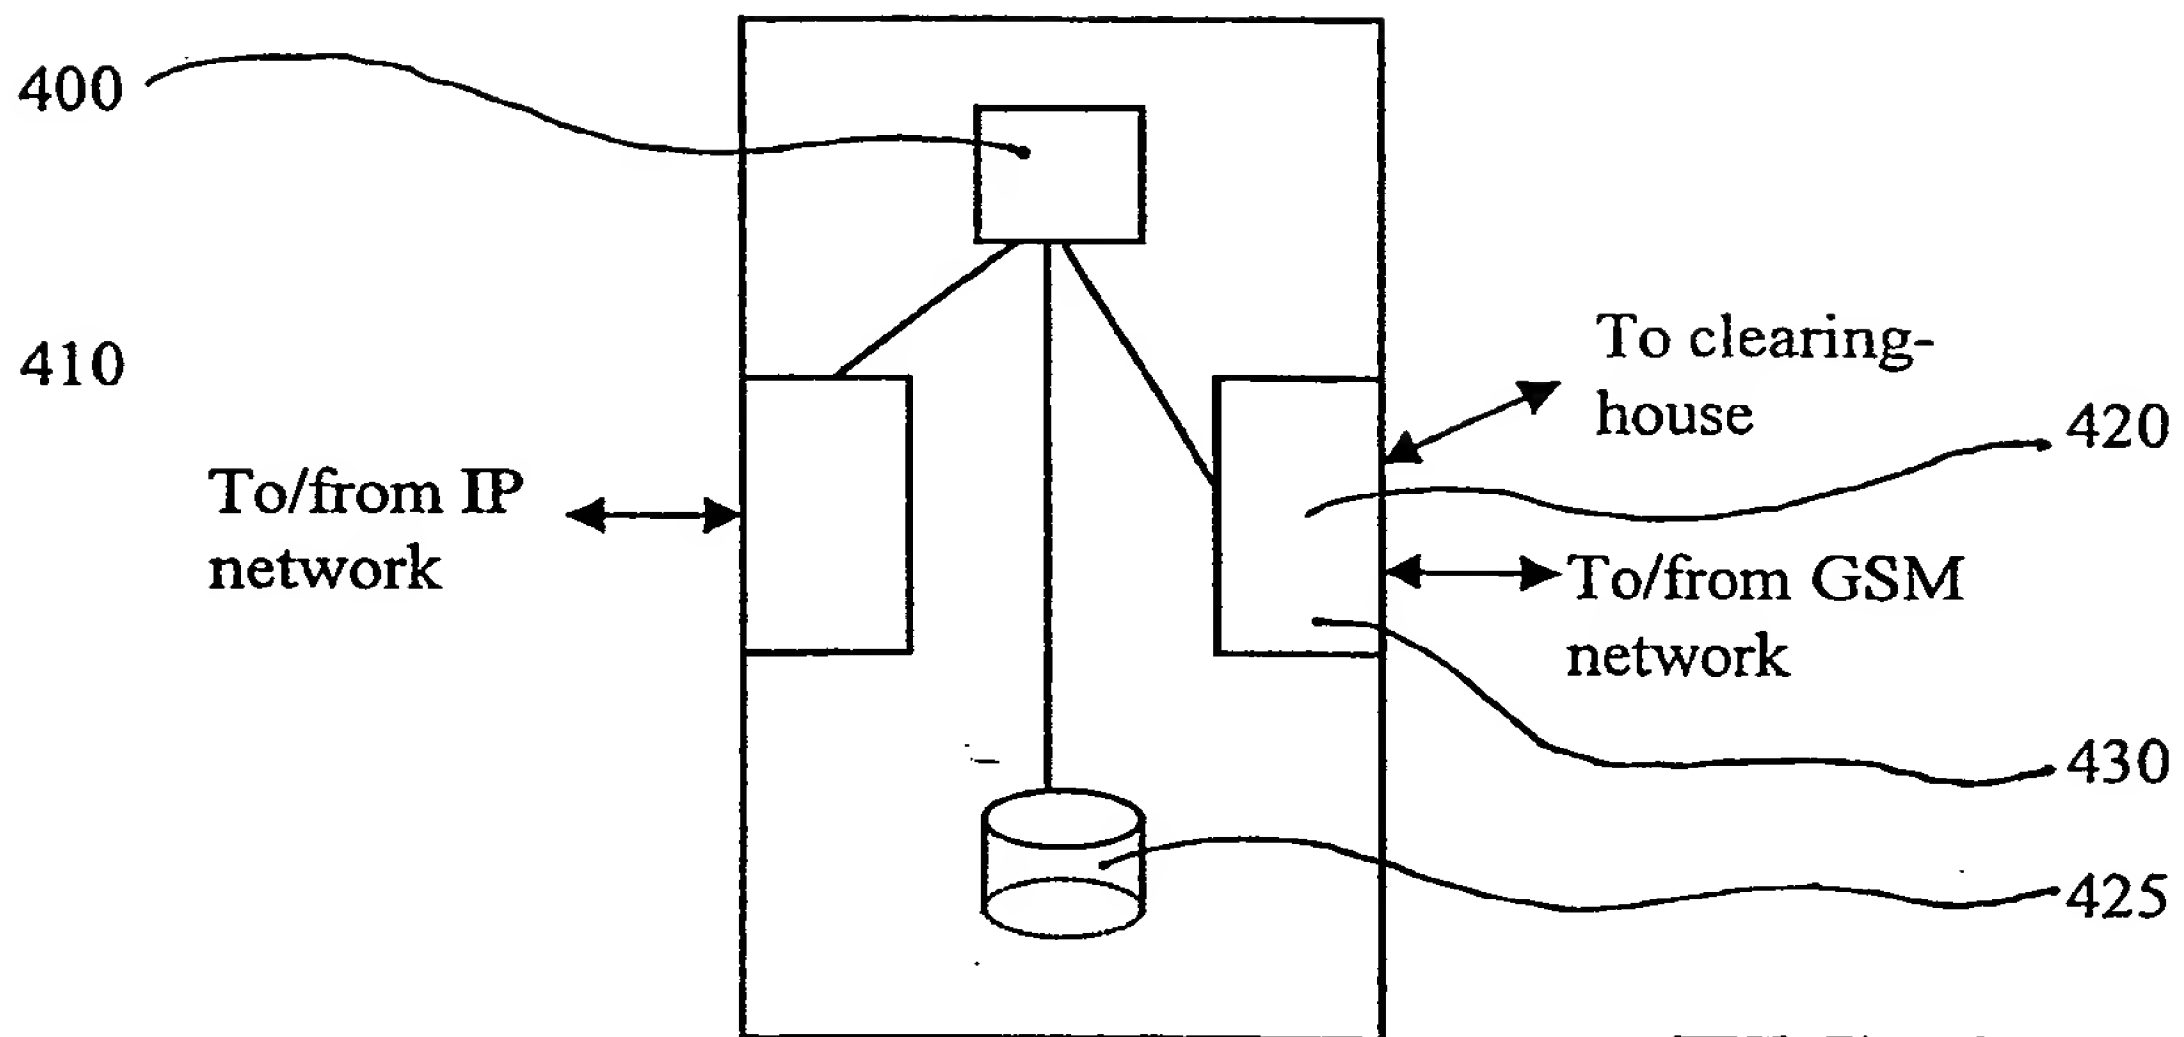 400
410
To/from IP
network
To clearing-
house
420
To/from GSM
network
430
425